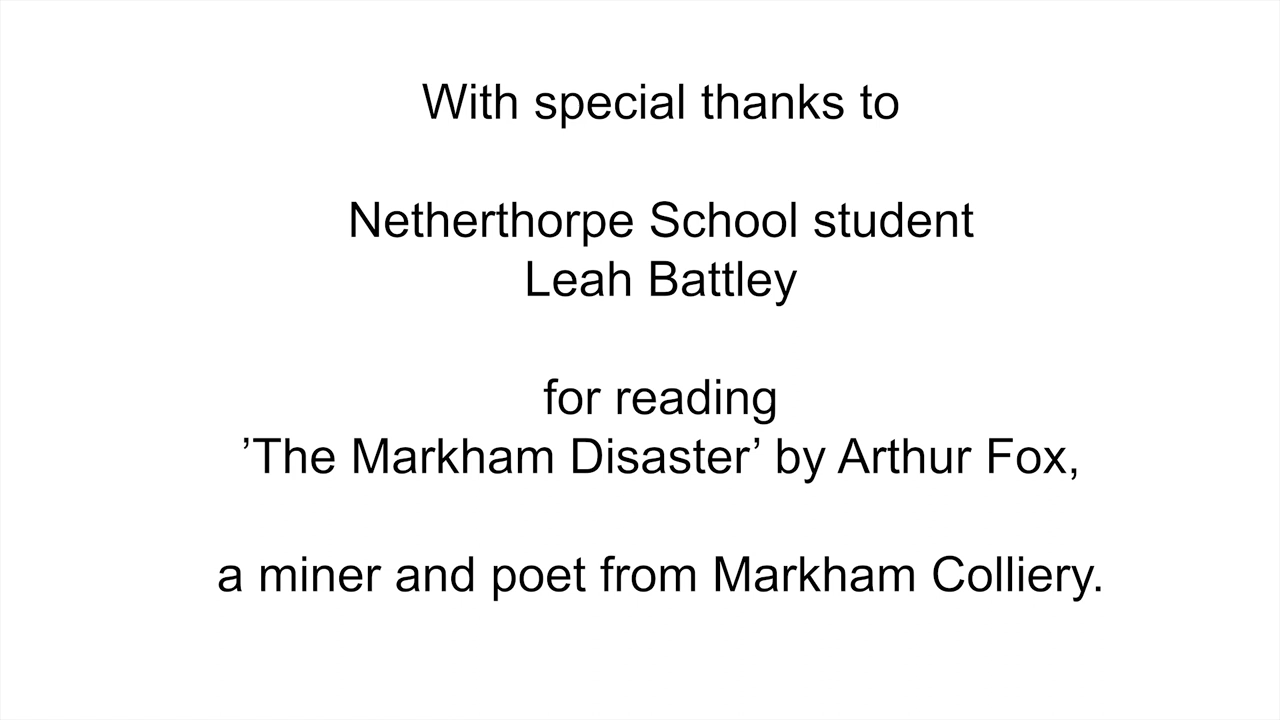 With special thanks to
Netherthorpe School student
Leah Battley
for reading
’The Markham Disaster’ by Arthur Fox,
a miner and poet from Markham Colliery.